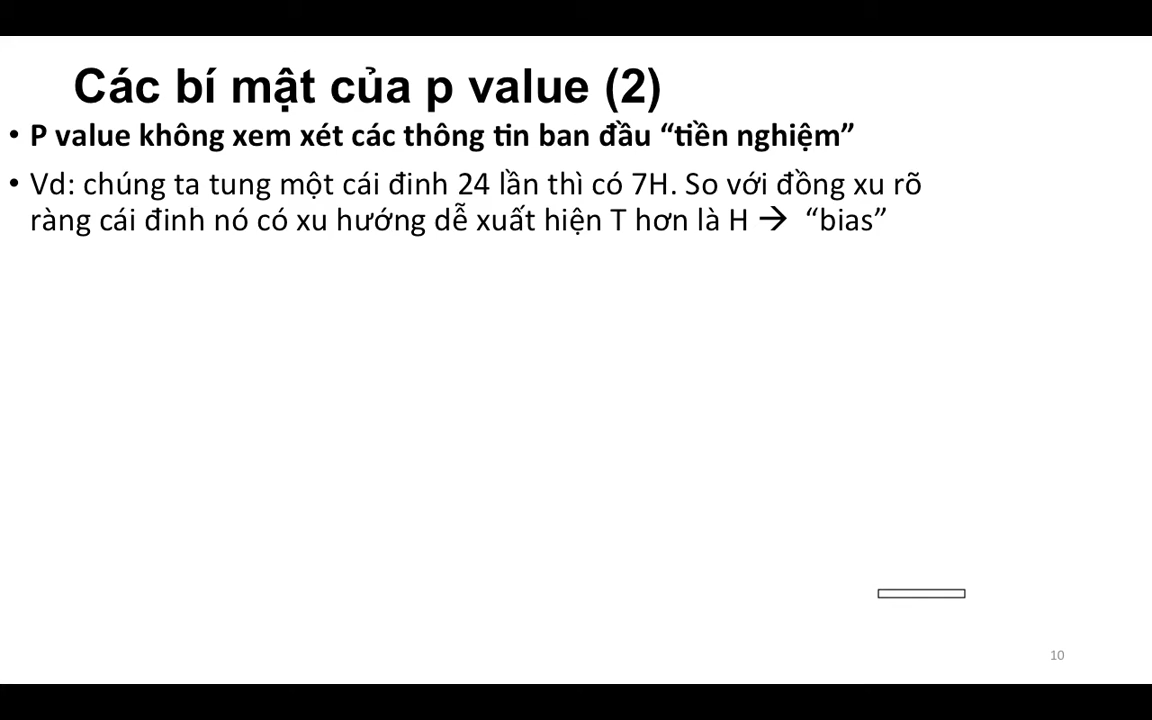 Các bí mật của p value (2)
• P value không xem xét các thông tin ban đầu “tiền nghiệm”
• Vd: chúng ta tung một cái đinh 24 lần thì có 7H. So với đồng xu rõ
ràng cái đinh nó có xu hướng dễ xuất hiện T hơn là H → “bias”
10